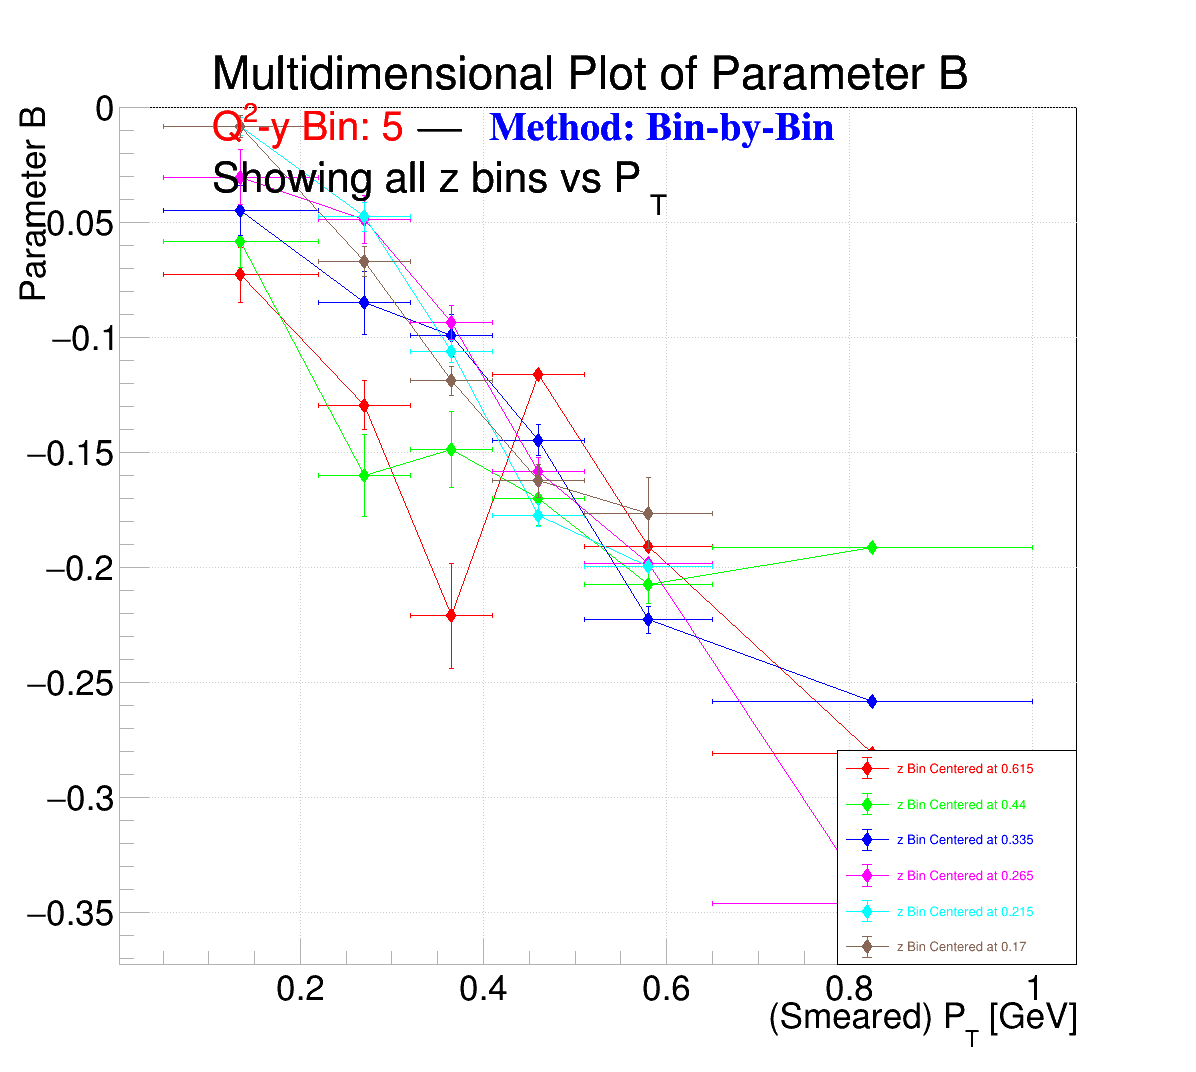 Multidimensional Plot of Parameter B
Q²-y Bin: 5 — Method: Bin-by-Bin
Showing all z bins vs P_T
Parameter B
0
0.05
−0.1
−0.15
−0.2
−0.25
−0.3
−0.35
z Bin Centered at 0.615
z Bin Centered at 0.44
z Bin Centered at 0.335
z Bin Centered at 0.265
z Bin Centered at 0.215
z Bin Centered at 0.17
0.2 0.4 0.6 0.8 1
(Smeared) P_T [GeV]